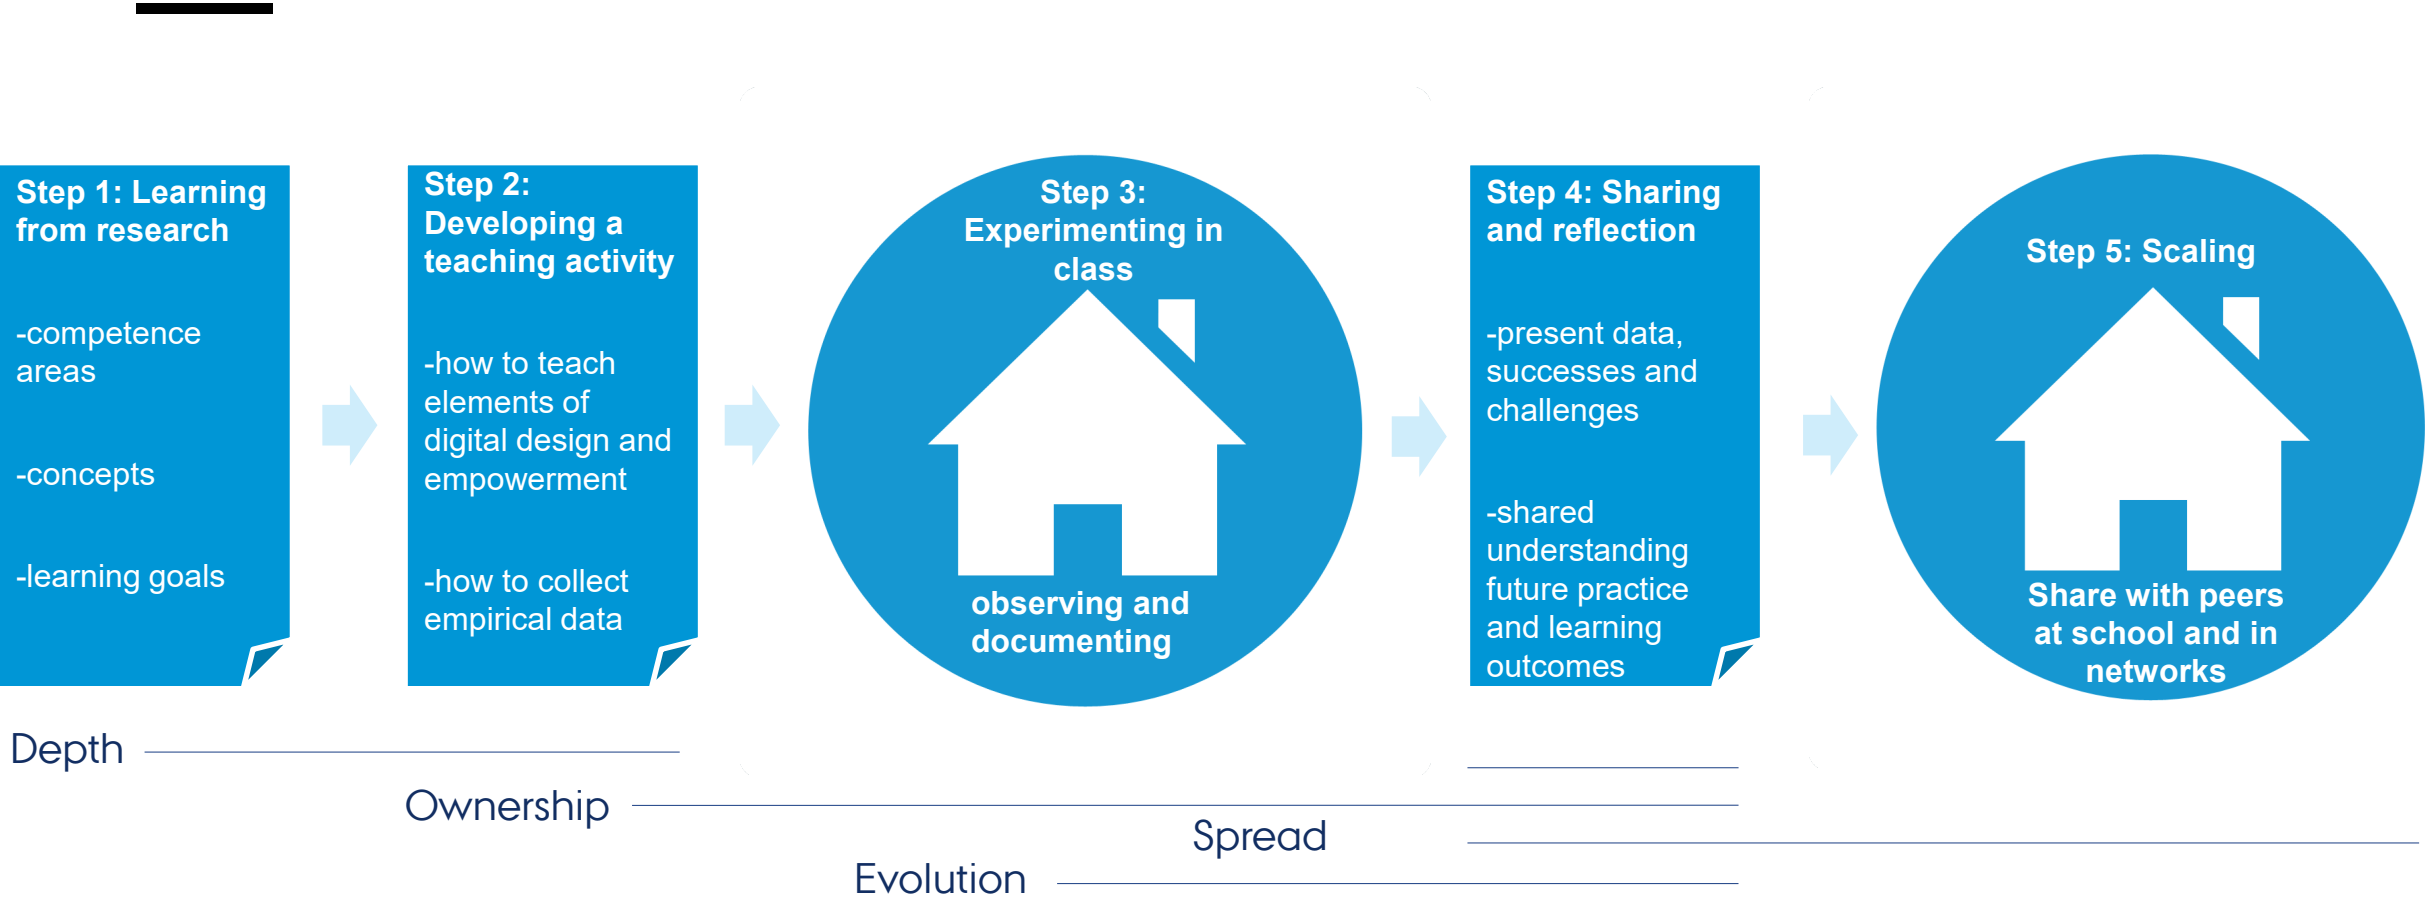 Step 1: Learning
from research
-competence
areas
-concepts
-learning goals
Step 2:
Developing a
teaching activity
-how to teach
elements of
digital design and
empowerment
-how to collect
empirical data
Step 3:
Experimenting in
class
observing and
documenting
Step 4: Sharing
and reflection
-present data,
successes and
challenges
-shared
understanding
future practice
and learning
outcomes
Step 5: Scaling
Share with peers
at school and in
networks
Depth
Ownership
Spread
Evolution